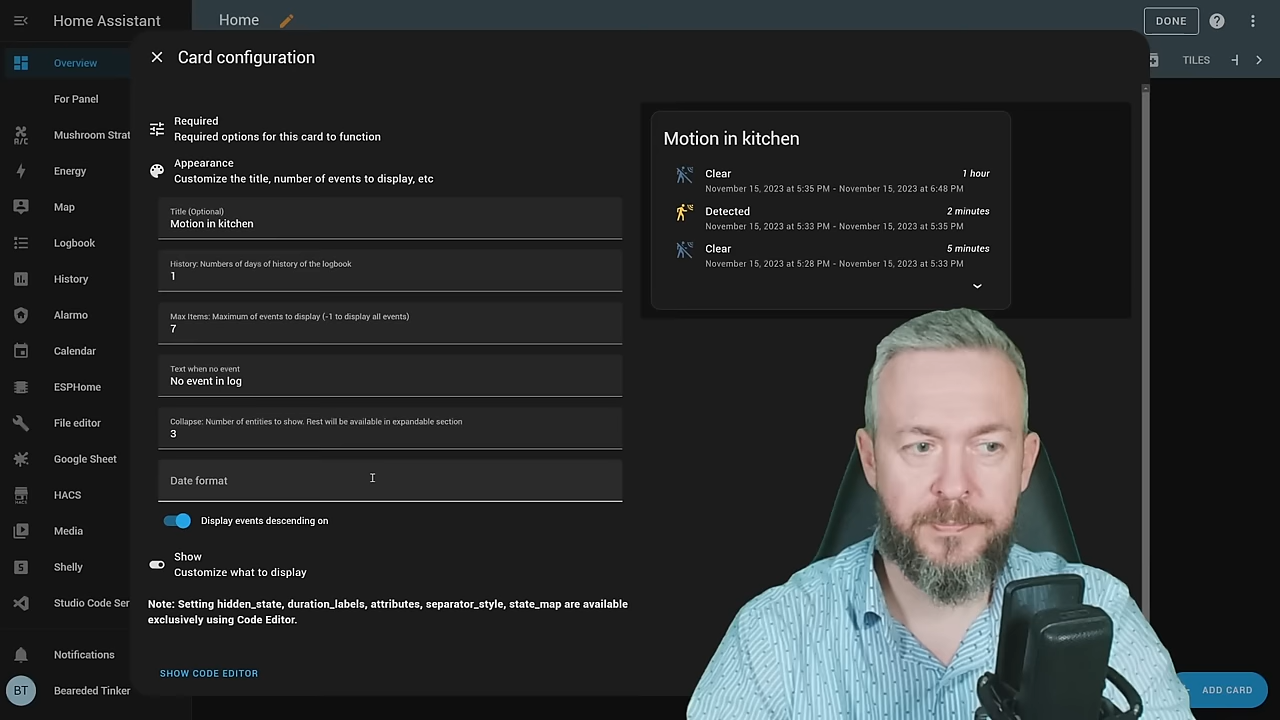 Home Assistant
Home
DONE
Overview
For Panel
Mushroom Strat
A/C
Energy
Map
Logbook
History
Alarmo
Calendar
ESPHome
File editor
Google Sheet
HACS
HACS
Media
Shelly
S
Studio Code Ser
Notifications
BT
Beareded Tinker
TILES
Card configuration
Required
Required options for this card to function
Appearance
Customize the title, number of events to display, etc
Title (Optional)
Motion in kitchen
History: Numbers of days of history of the logbook
1
Max Items: Maximum of events to display (-1 to display all events)
7
Text when no event
No event in log
Collapse: Number of entities to show. Rest will be available in expandable section
3
Date format
Display events descending on
Show
Customize what to display
Note: Setting hidden_state, duration_labels, attributes, separator_style, state_map are available
exclusively using Code Editor.
SHOW CODE EDITOR
Motion in kitchen
Clear 1 hour
November 15, 2023 at 5:35 PM - November 15, 2023 at 6:48 PM
Detected 2 minutes
November 15, 2023 at 5:33 PM - November 15, 2023 at 5:35 PM
Clear 5 minutes
November 15, 2023 at 5:28 PM - November 15, 2023 at 5:33 PM
ADD CARD